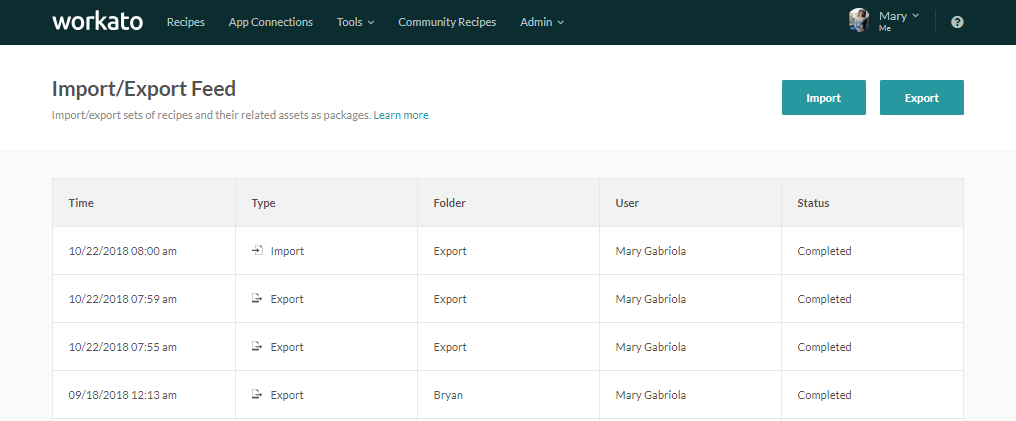 workato Recipes App Connections Tools Community Recipes Admin Mary
Me
?
Import/Export Feed
Import/export sets of recipes and their related assets as packages. Learn more
Import Export
Time Type Folder User Status
10/22/2018 08:00 am Import Export Mary Gabriola Completed
10/22/2018 07:59 am Export Export Mary Gabriola Completed
10/22/2018 07:55 am Export Export Mary Gabriola Completed
09/18/2018 12:13 am Export Bryan Mary Gabriola Completed